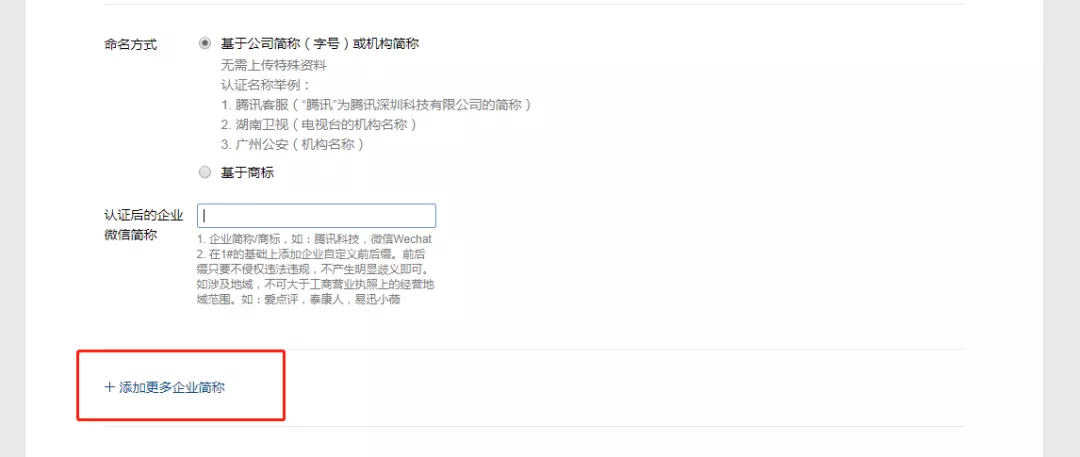 命名方式
基于公司简称（字号）或机构简称
无需上传特殊资料
认证名称举例：
1. 腾讯客服（“腾讯”为腾讯深圳科技有限公司的简称）
2. 湖南卫视（电视台的机构名称）
3. 广州公安（机构名称）
基于商标
认证后的企业
微信简称
1. 企业简称/商标，如：腾讯科技，微信Wechat
2. 在1#的基础上添加企业自定义前后缀。前后
缀只要不侵权违法违规，不产生明显歧义即可。
如涉及地域，不可大于工商营业执照上的经营地
域范围。如：爱点评，泰康人，易迅小薇
+ 添加更多企业简称